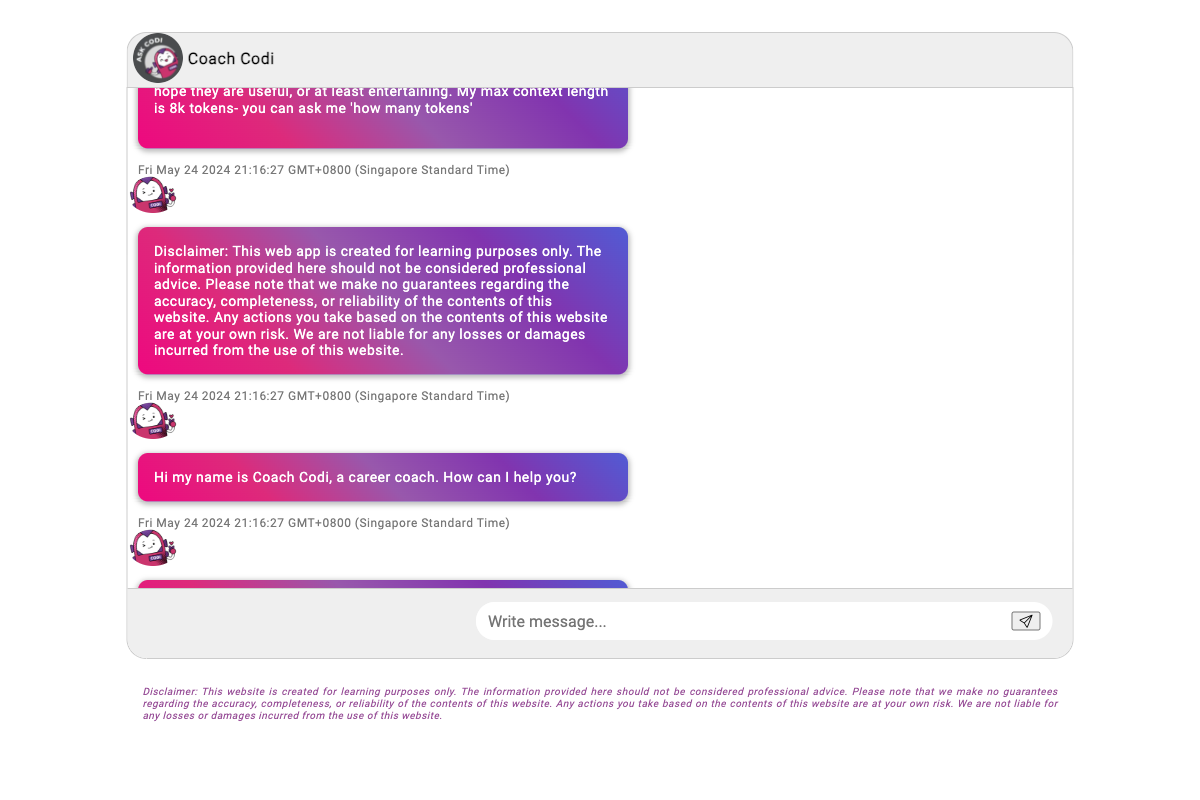 ASK CODI
Coach Codi
hope they are useful, or at least entertaining. My max context length
is 8k tokens- you can ask me 'how many tokens'
Fri May 24 2024 21:16:27 GMT+0800 (Singapore Standard Time)
CODI
Disclaimer: This web app is created for learning purposes only. The
information provided here should not be considered professional
advice. Please note that we make no guarantees regarding the
accuracy, completeness, or reliability of the contents of this
website. Any actions you take based on the contents of this website
are at your own risk. We are not liable for any losses or damages
incurred from the use of this website.
Fri May 24 2024 21:16:27 GMT+0800 (Singapore Standard Time)
CODI
Hi my name is Coach Codi, a career coach. How can I help you?
Fri May 24 2024 21:16:27 GMT+0800 (Singapore Standard Time)
CODI
Write message...
Disclaimer: This website is created for learning purposes only. The information provided here should not be considered professional advice. Please note that we make no guarantees
regarding the accuracy, completeness, or reliability of the contents of this website. Any actions you take based on the contents of this website are at your own risk. We are not liable for
any losses or damages incurred from the use of this website.